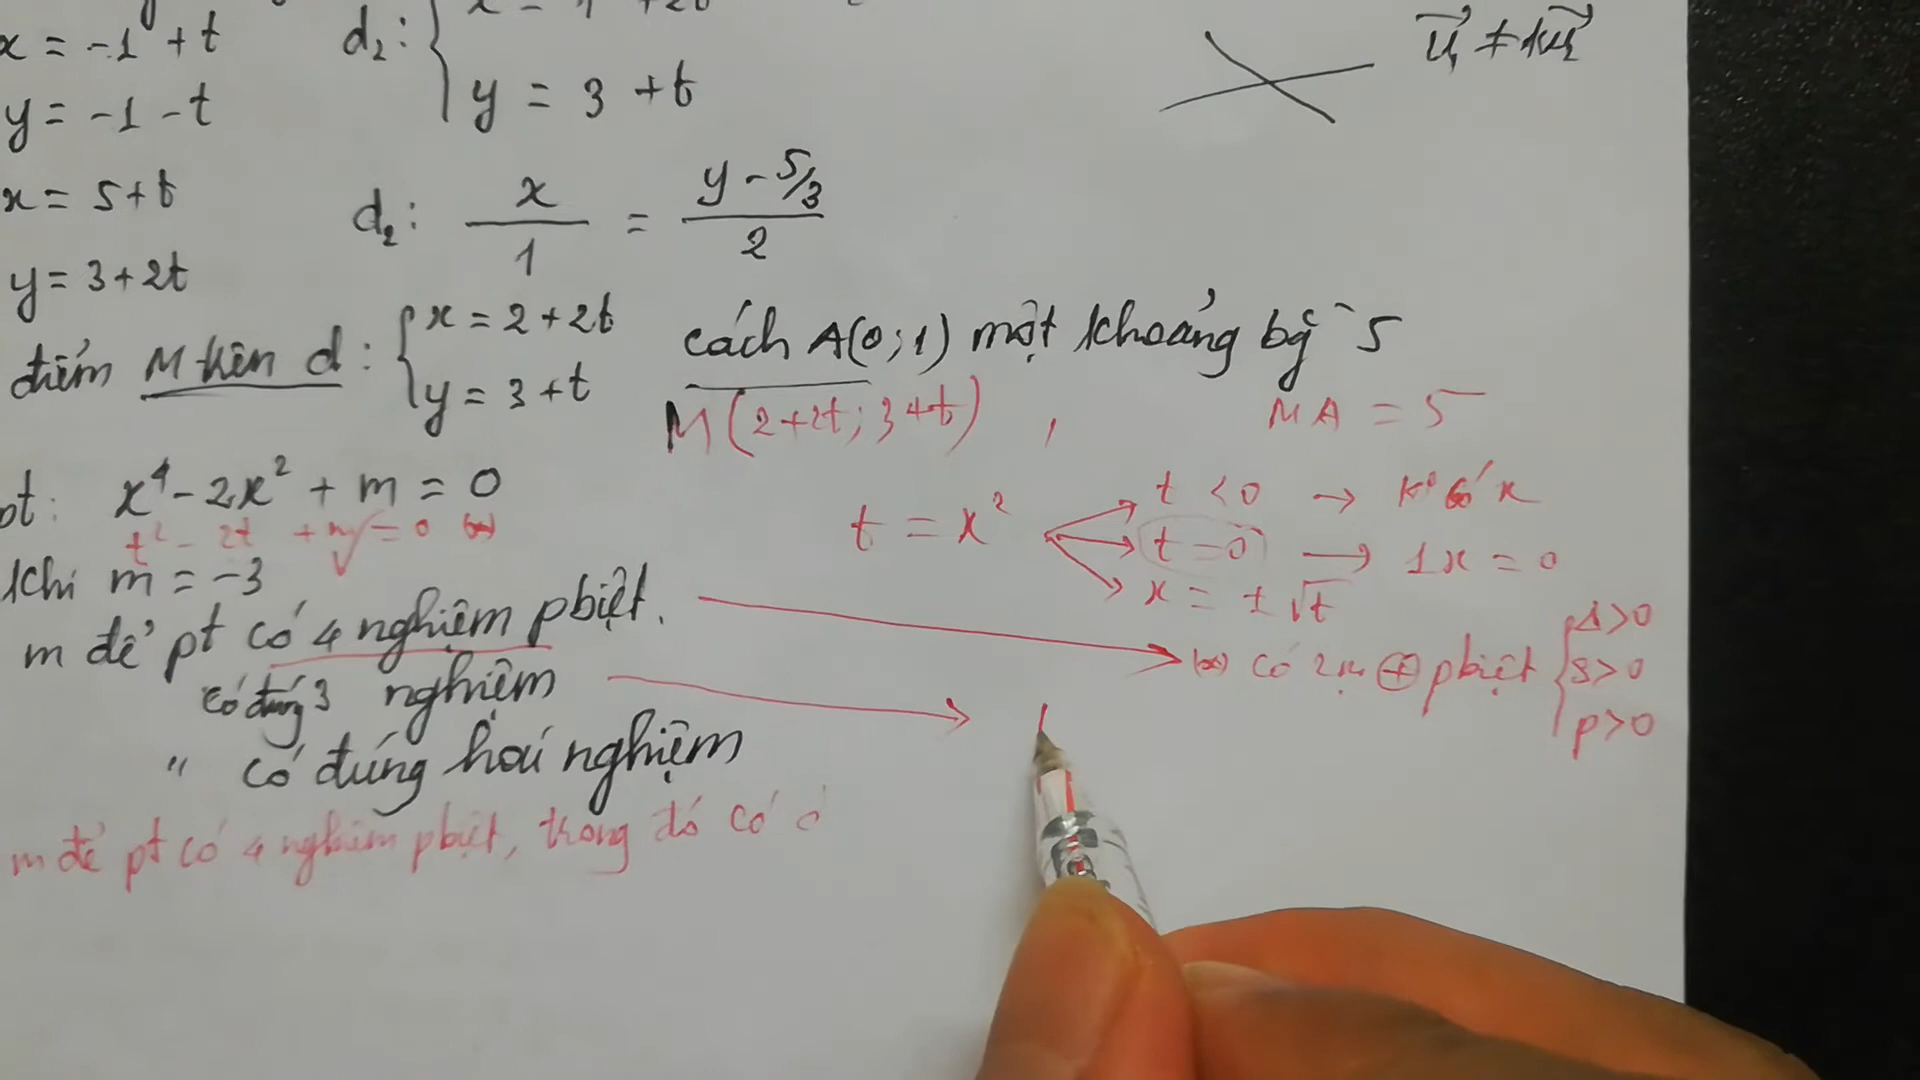 x = -1 + t
d₂:
y = 3 + t
y = -1 - t
x = 5 + t
y = 3 + 2t
d₂: x/1 = (y - 5/3)/2
điểm M trên d: { x = 2 + 2t
y = 3 + t
cách A(0; 1) một khoảng bằng 5
M(2+2t; 3+t) , MA = 5
pt: x⁴ - 2x² + m = 0
t² - 2t + m = 0 (*)
t = x²
t < 0 → K° có x
t = 0 → 1x = 0
x = ±√t
Khi m = -3
m để pt có 4 nghiệm pbiệt.
(*) có 2n ⊕ pbiệt { Δ>0
S>0
P>0
có đúng 3 nghiệm
" có đúng hai nghiệm
m để pt có 4 nghiệm pbiệt, trong đó có